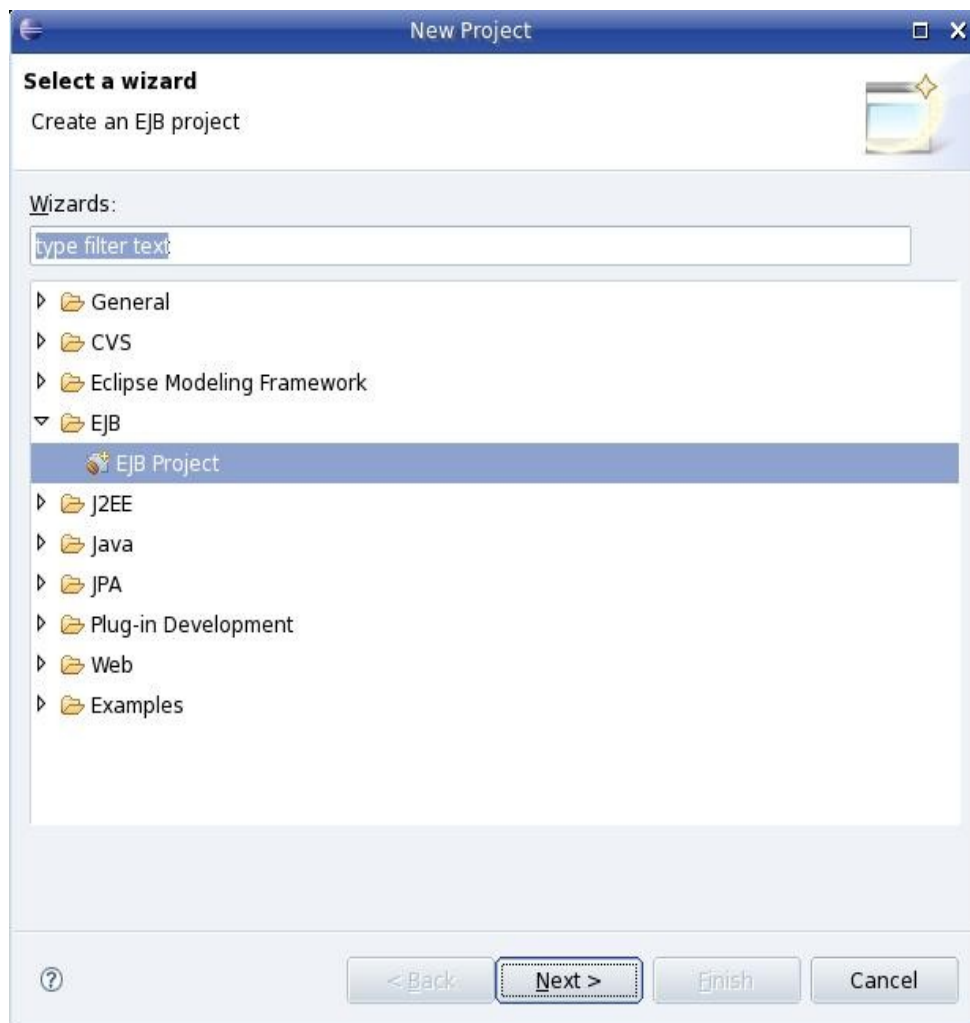 New Project
Select a wizard
Create an EJB project
Wizards:
type filter text
General
CVS
Eclipse Modeling Framework
EJB
EJB Project
J2EE
Java
JPA
Plug-in Development
Web
Examples
?
< Back
Next >
Finish
Cancel